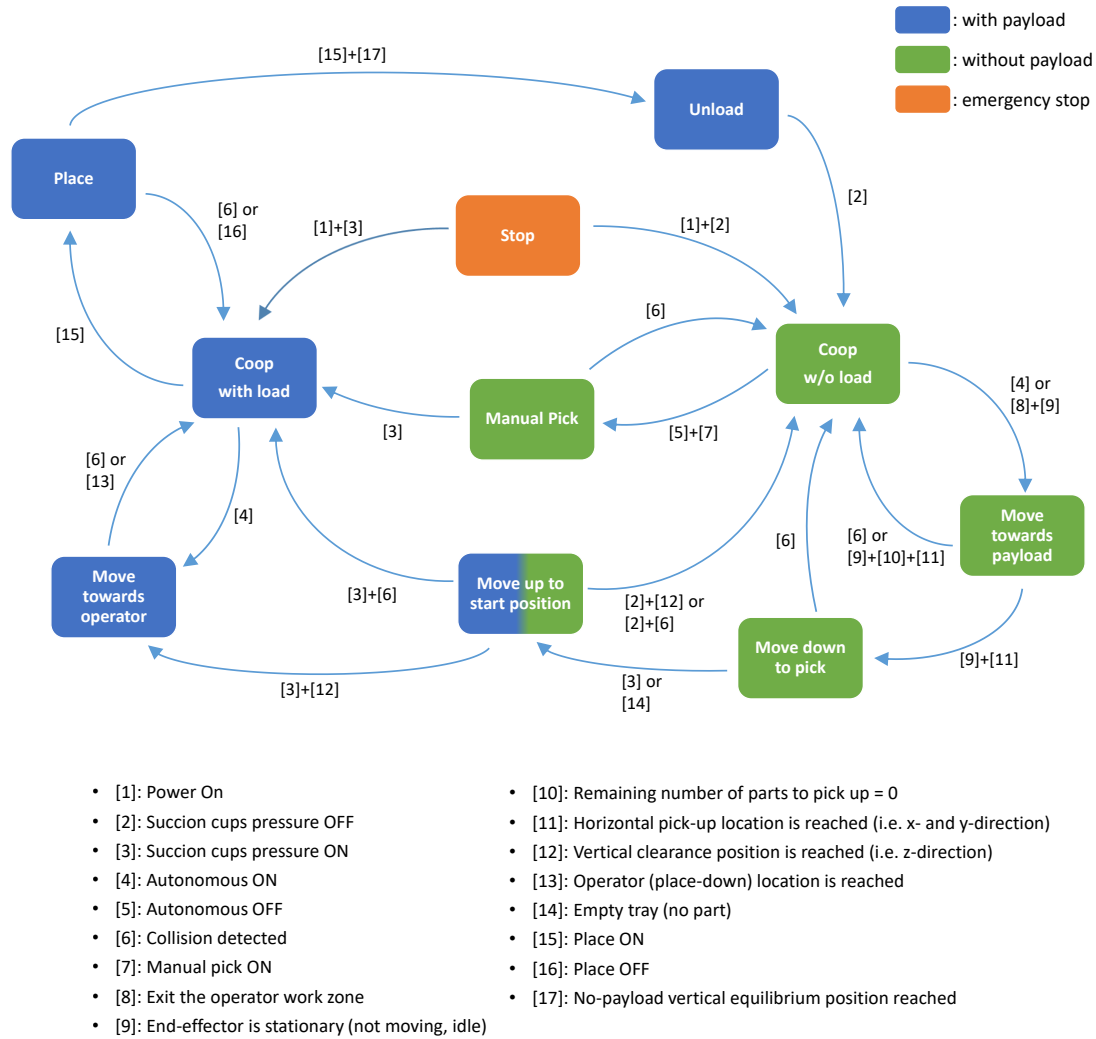 : with payload
: without payload
: emergency stop
[15]+[17]
Unload
Place
[2]
[6] or
[16]
[1]+[3]
Stop
[1]+[2]
[6]
[15]
Coop
with load
Coop
w/o load
[4] or
[8]+[9]
Manual Pick
[3]
[5]+[7]
[6] or
[13]
[4]
Move
towards
payload
[6] or
[9]+[10]+[11]
[6]
Move
towards
operator
[3]+[6]
Move up to
start position
[2]+[12] or
[2]+[6]
Move down
to pick
[9]+[11]
[3]+[12]
[3] or
[14]
• [1]: Power On
• [2]: Succion cups pressure OFF
• [3]: Succion cups pressure ON
• [4]: Autonomous ON
• [5]: Autonomous OFF
• [6]: Collision detected
• [7]: Manual pick ON
• [8]: Exit the operator work zone
• [9]: End-effector is stationary (not moving, idle)
• [10]: Remaining number of parts to pick up = 0
• [11]: Horizontal pick-up location is reached (i.e. x- and y-direction)
• [12]: Vertical clearance position is reached (i.e. z-direction)
• [13]: Operator (place-down) location is reached
• [14]: Empty tray (no part)
• [15]: Place ON
• [16]: Place OFF
• [17]: No-payload vertical equilibrium position reached